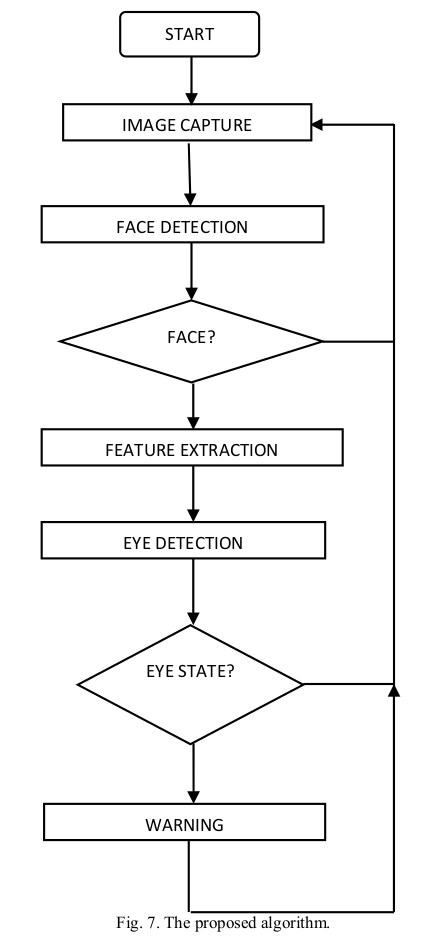 START
IMAGE CAPTURE
FACE DETECTION
FACE?
FEATURE EXTRACTION
EYE DETECTION
EYE STATE?
WARNING
Fig. 7. The proposed algorithm.